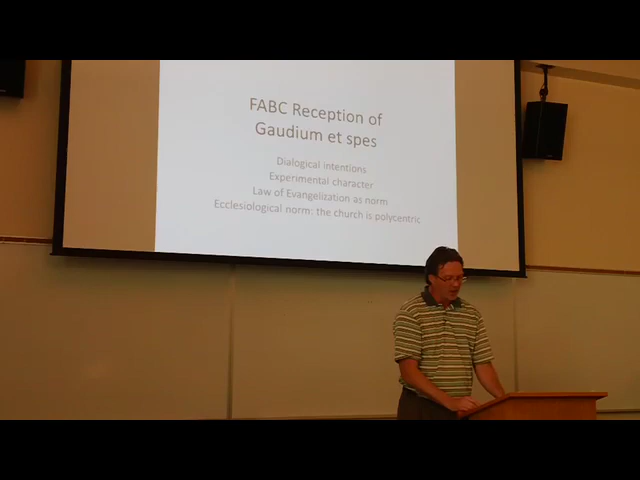 FABC Reception of
Gaudium et spes
Dialogical intentions
Experimental character
Law of Evangelization as norm
Ecclesiological norm: the church is polycentric